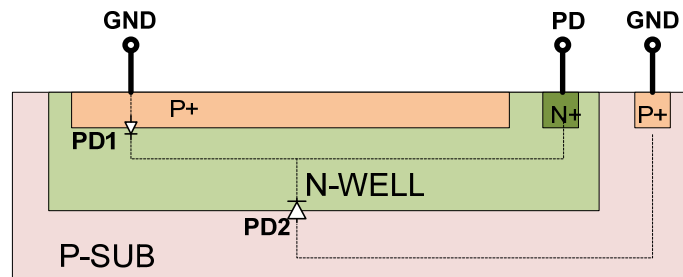 GND PD GND
P+ N+ P+
PD1
N-WELL
PD2
P-SUB